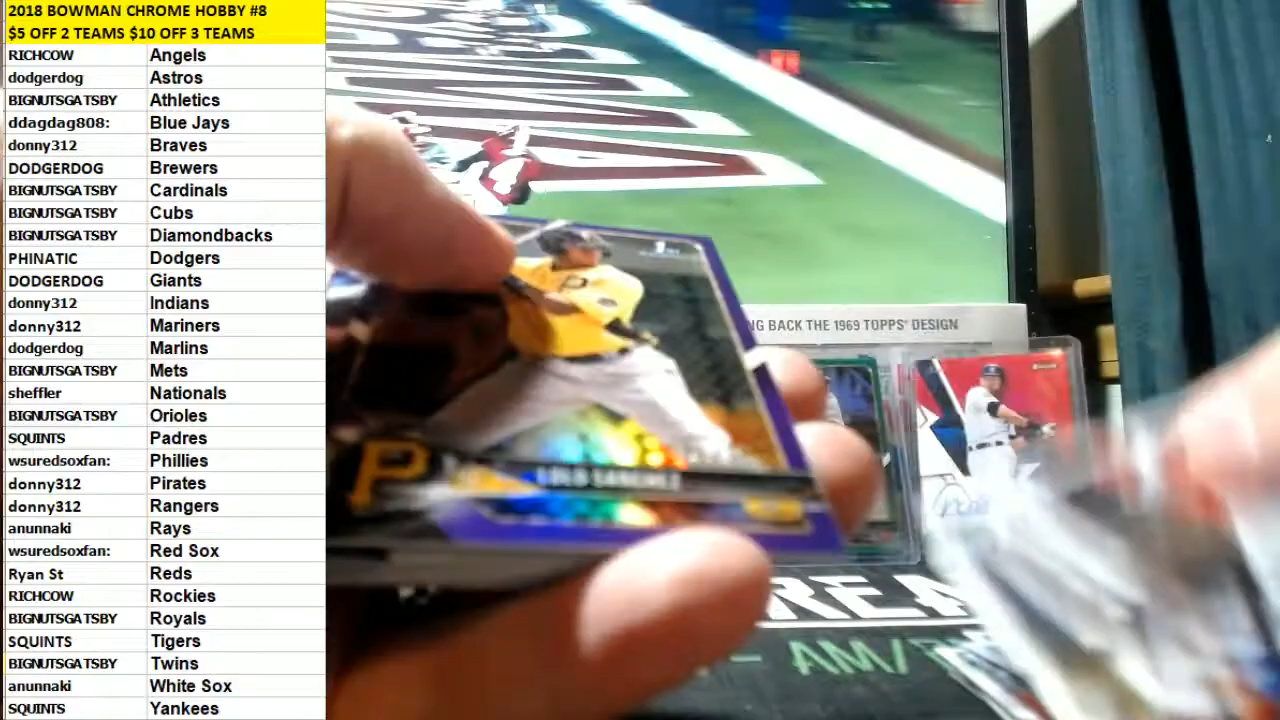 2018 BOWMAN CHROME HOBBY #8
$5 OFF 2 TEAMS $10 OFF 3 TEAMS
RICHCOW Angels
dodgerdog Astros
BIGNUTSGATSBY Athletics
ddagdag808: Blue Jays
donny312 Braves
DODGERDOG Brewers
BIGNUTSGATSBY Cardinals
BIGNUTSGATSBY Cubs
BIGNUTSGATSBY Diamondbacks
PHINATIC Dodgers
DODGERDOG Giants
donny312 Indians
donny312 Mariners
dodgerdog Marlins
BIGNUTSGATSBY Mets
sheffler Nationals
BIGNUTSGATSBY Orioles
SQUINTS Padres
wsuredsoxfan: Phillies
donny312 Pirates
donny312 Rangers
anunnaki Rays
wsuredsoxfan: Red Sox
Ryan St Reds
RICHCOW Rockies
BIGNUTSGATSBY Royals
SQUINTS Tigers
BIGNUTSGATSBY Twins
anunnaki White Sox
SQUINTS Yankees
NG BACK THE 1969 TOPPS® DESIGN
P
P
LOLO SANCHEZ
REA
- AM/